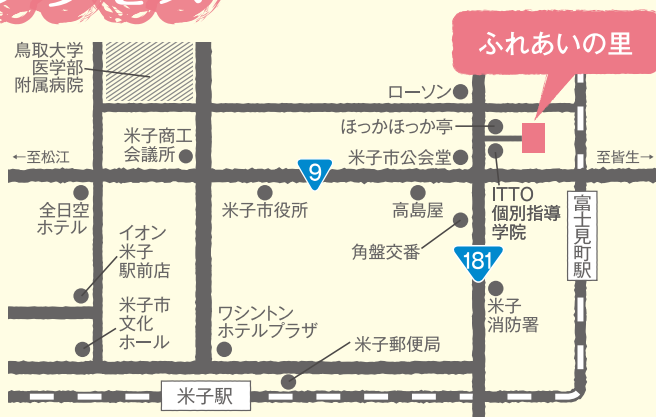 ふれあいの里
鳥取大学
医学部
附属病院
ローソン
ほっかほっか亭
米子商工
会議所
米子市公会堂
←至松江
至皆生→
9
全日空
ホテル
米子市役所
高島屋
ITTO
個別指導
学院
富士見町駅
イオン
米子
駅前店
角盤交番
181
米子市
文化
ホール
ワシントン
ホテルプラザ
米子
消防署
米子郵便局
米子駅